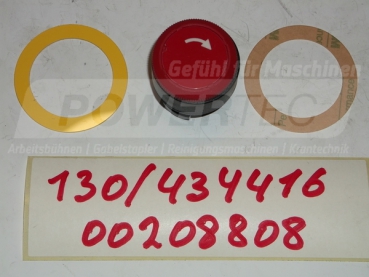 Gefühl für Maschinen
POWERTEC
Arbeitsbühnen | Gabelstapler | Reinigungsmaschinen | Krantechnik
130/434416
00208808